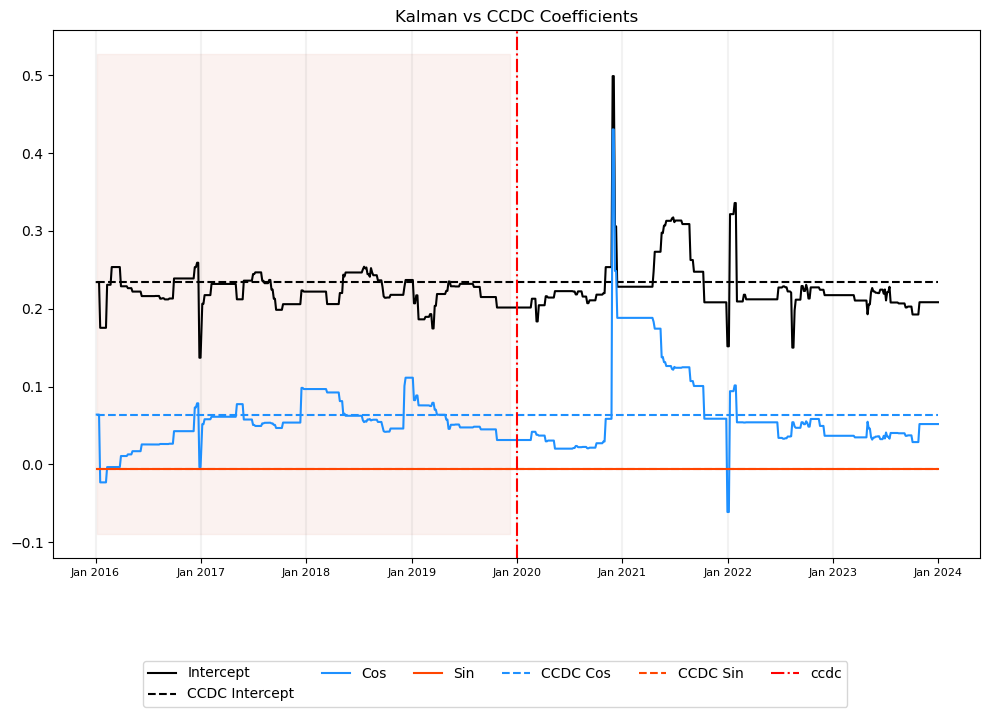 Kalman vs CCDC Coefficients
0.5
0.4
0.3
0.2
0.1
0.0
−0.1
Jan 2016 Jan 2017 Jan 2018 Jan 2019 Jan 2020 Jan 2021 Jan 2022 Jan 2023 Jan 2024
Intercept Cos Sin CCDC Cos CCDC Sin ccdc
CCDC Intercept